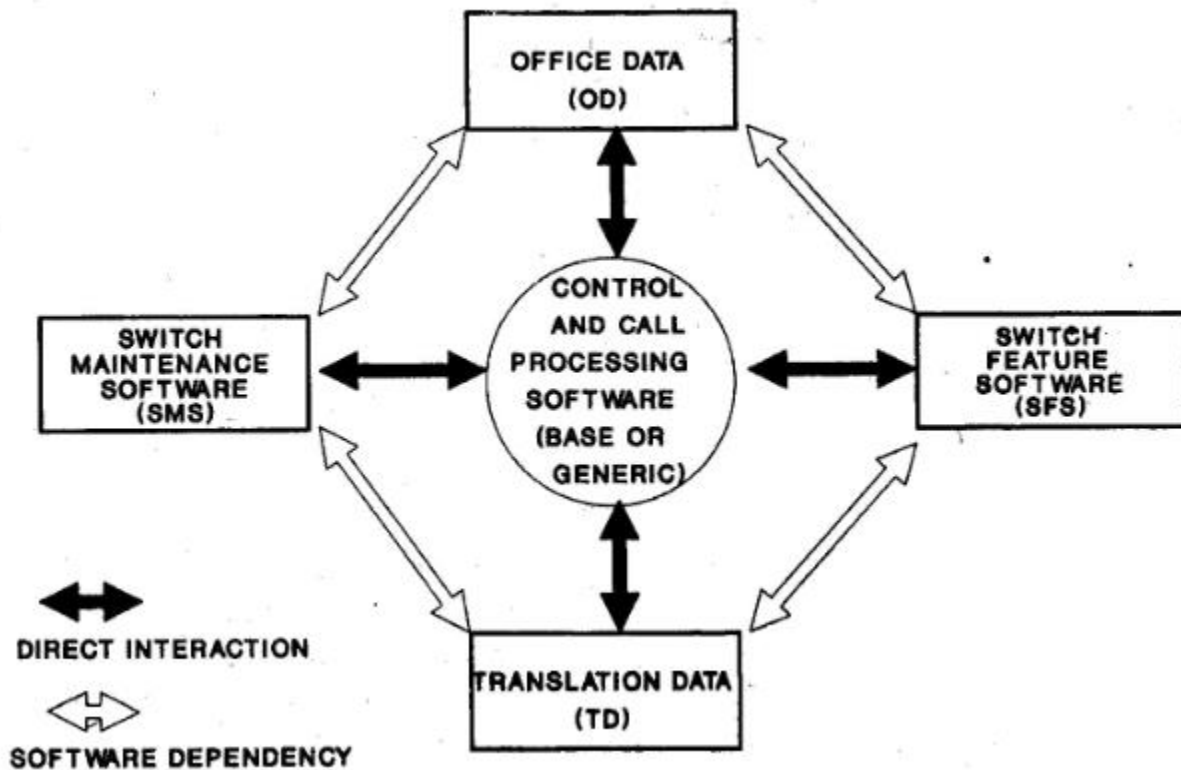 OFFICE DATA
(OD)
CONTROL
AND CALL
PROCESSING
SOFTWARE
(BASE OR
GENERIC)
SWITCH
MAINTENANCE
SOFTWARE
(SMS)
SWITCH
FEATURE
SOFTWARE
(SFS)
TRANSLATION DATA
(TD)
DIRECT INTERACTION
SOFTWARE DEPENDENCY